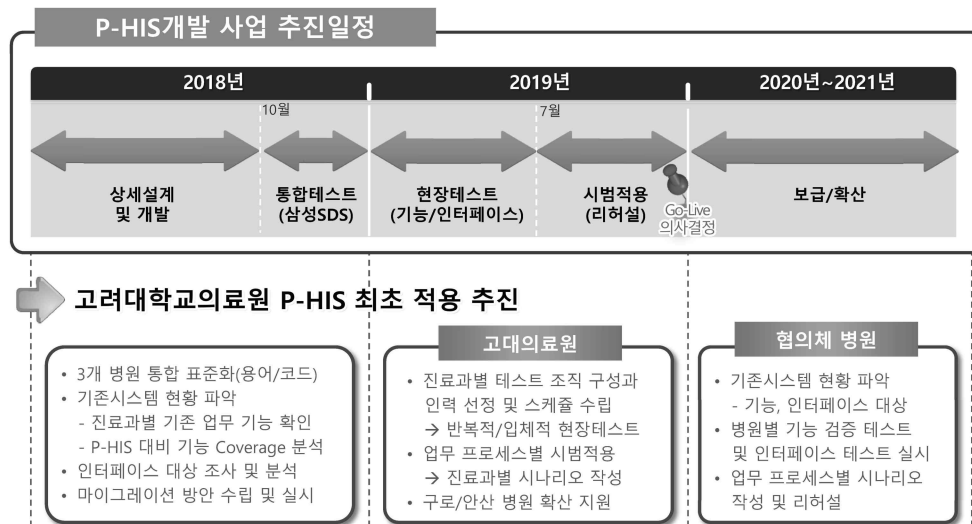 P-HIS개발 사업 추진일정
2018년
2019년
2020년~2021년
10월
7월
상세설계
및 개발
통합테스트
(삼성SDS)
현장테스트
(기능/인터페이스)
시범적용
(리허설)
Go-Live
의사결정
보급/확산
고려대학교의료원 P-HIS 최초 적용 추진
• 3개 병원 통합 표준화(용어/코드)
• 기존시스템 현황 파악
- 진료과별 기존 업무 기능 확인
- P-HIS 대비 기능 Coverage 분석
• 인터페이스 대상 조사 및 분석
• 마이그레이션 방안 수립 및 실시
고대의료원
• 진료과별 테스트 조직 구성과
인력 선정 및 스케쥴 수립
→ 반복적/입체적 현장테스트
• 업무 프로세스별 시범적용
→ 진료과별 시나리오 작성
• 구로/안산 병원 확산 지원
협의체 병원
• 기존시스템 현황 파악
- 기능, 인터페이스 대상
• 병원별 기능 검증 테스트
및 인터페이스 테스트 실시
• 업무 프로세스별 시나리오
작성 및 리허설